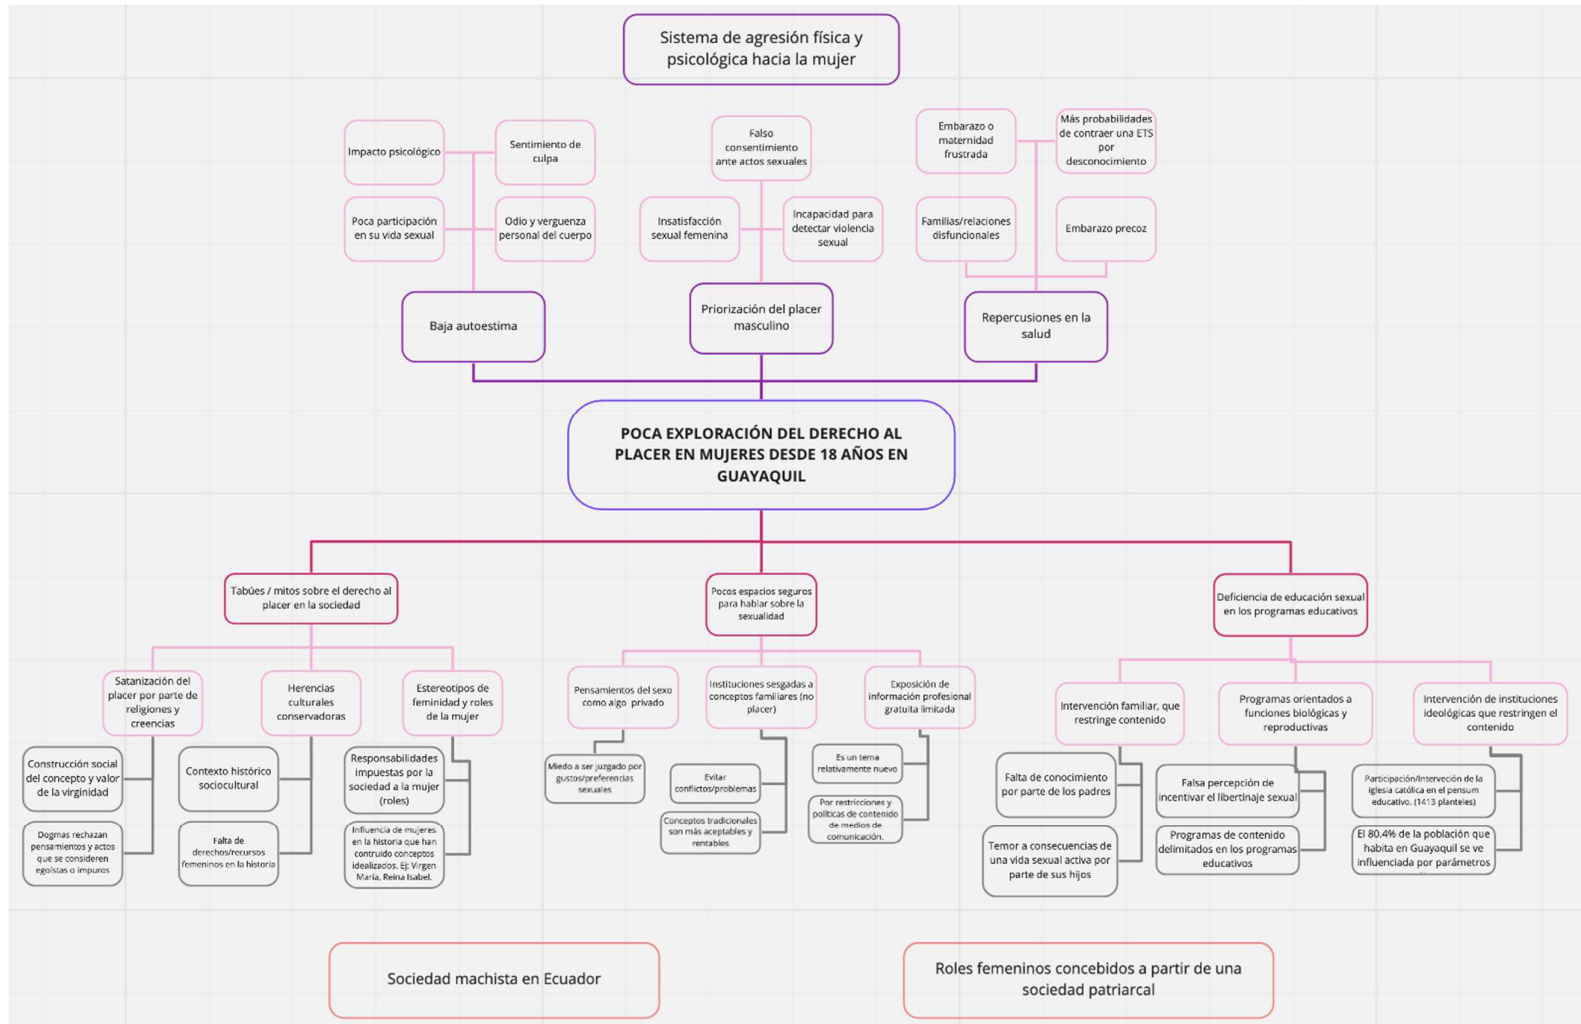 Sistema de agresión física y
psicológica hacia la mujer
Impacto psicológico
Sentimiento de
culpa
Poca participación
en su vida sexual
Odio y verguenza
personal del cuerpo
Falso
consentimiento
ante actos sexuales
Insatisfacción
sexual femenina
Incapacidad para
detectar violencia
sexual
Embarazo o
maternidad
frustrada
Más probabilidades
de contraer una ETS
por
desconocimiento
Familias/relaciones
disfuncionales
Embarazo precoz
Baja autoestima
Priorización del placer
masculino
Repercusiones en la
salud
POCA EXPLORACIÓN DEL DERECHO AL
PLACER EN MUJERES DESDE 18 AÑOS EN
GUAYAQUIL
Tabúes / mitos sobre el derecho al
placer en la sociedad
Pocos espacios seguros
para hablar sobre la
sexualidad
Deficiencia de educación sexual
en los programas educativos
Satanización del
placer por parte de
religiones y
creencias
Herencias
culturales
conservadoras
Estereotipos de
feminidad y roles
de la mujer
Pensamientos del sexo
como algo privado
Instituciones sesgadas a
conceptos familiares (no
placer)
Exposición de
información profesional
gratuita limitada
Intervención familiar, que
restringe contenido
Programas orientados a
funciones biológicas y
reproductivas
Intervención de instituciones
ideológicas que restringen el
contenido
Construcción social
del concepto y valor
de la virginidad
Dogmas rechazan
pensamientos y actos
que se consideren
egoístas o impuros
Contexto histórico
sociocultural
Falta de
derechos/recursos
femeninos en la historia
Responsabilidades
impuestas por la
sociedad a la mujer
(roles)
Influencia de mujeres
en la historia que han
contruido conceptos
idealizados. Ej: Virgen
María, Reina Isabel.
Miedo a ser juzgado por
gustos/preferencias
sexuales
Evitar
conflictos/problemas
Conceptos tradicionales
son más aceptables y
rentables
Es un tema
relativamente nuevo
Por restricciones y
políticas de contenido
de medios de
comunicación.
Falta de conocimiento
por parte de los padres
Temor a consecuencias de
una vida sexual activa por
parte de sus hijos
Falsa percepción de
incentivar el libertinaje sexual
Programas de contenido
delimitados en los programas
educativos
Participación/Interveción de la
iglesia católica en el pensum
educativo. (1413 planteles)
El 80.4% de la población que
habita en Guayaquil se ve
influenciada por parámetros
Sociedad machista en Ecuador
Roles femeninos concebidos a partir de una
sociedad patriarcal